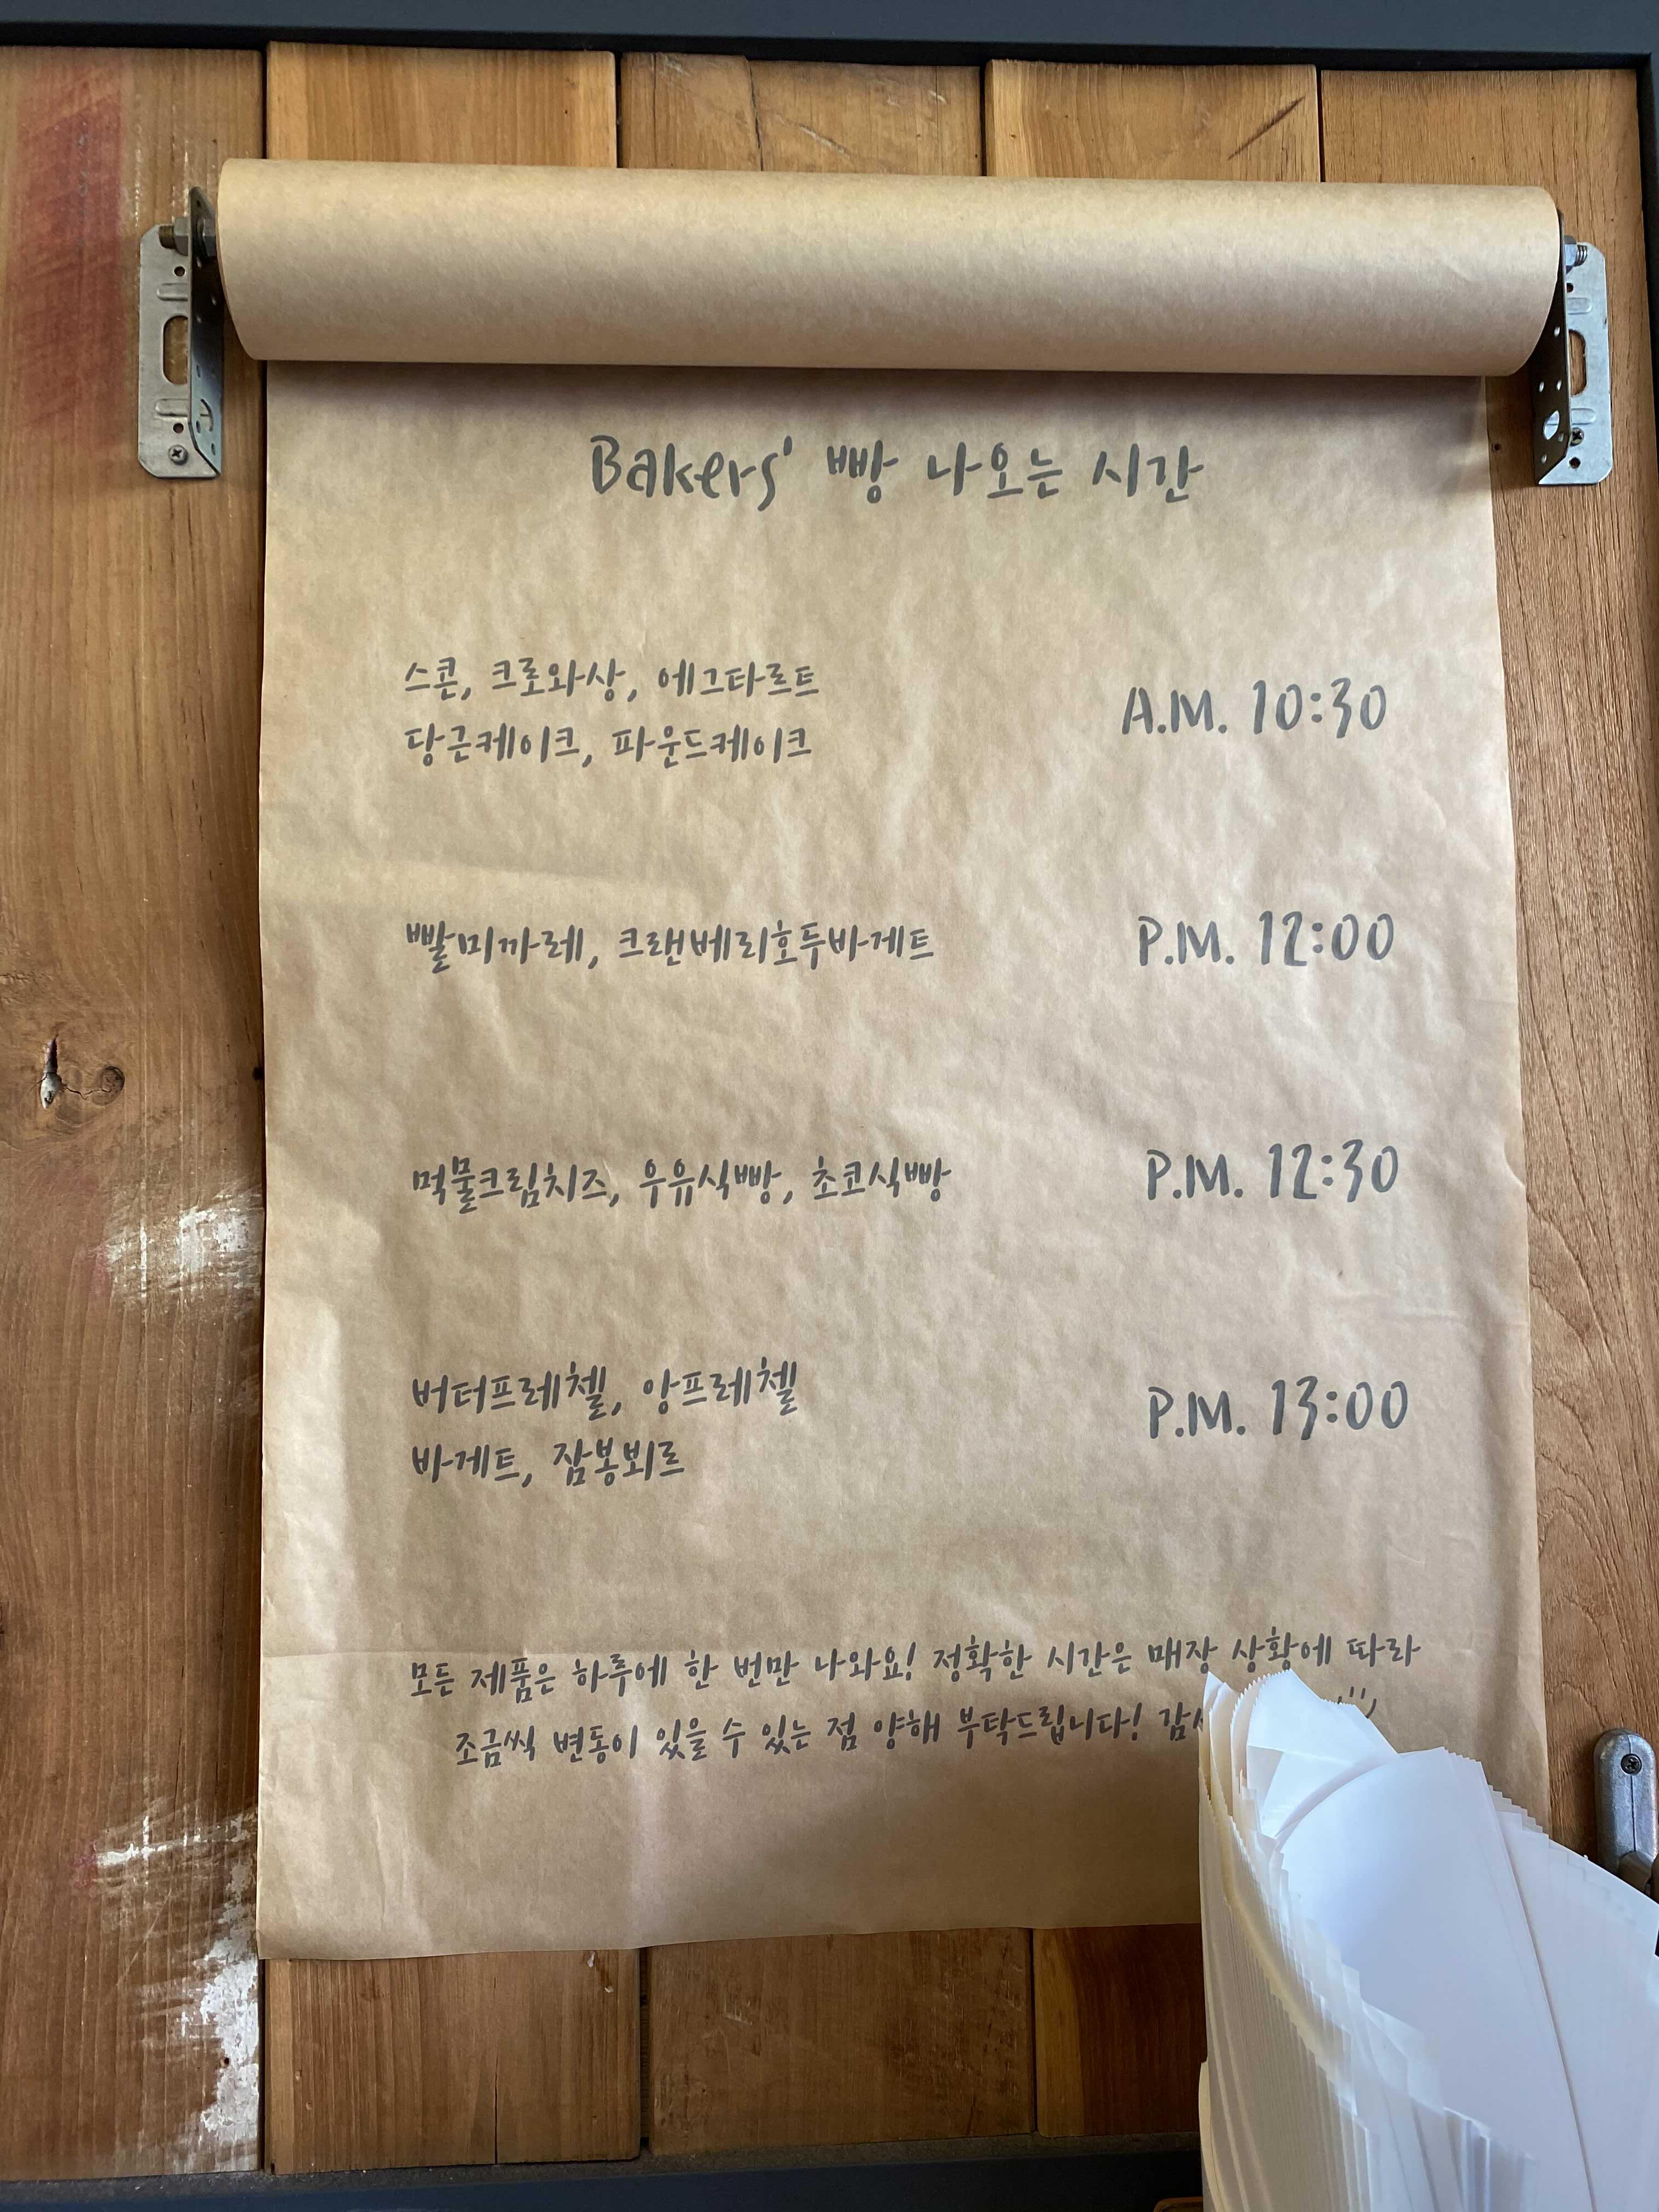 Bakers' 빵 나오는 시간
스콘, 크로와상, 에그타르트
당근케이크, 파운드케이크
A.M. 10:30
빨미까레, 크랜베리호두바게트
P.M. 12:00
먹물크림치즈, 우유식빵, 초코식빵
P.M. 12:30
버터프레첼, 앙프레첼
바게트, 잠봉뵈르
P.M. 13:00
모든 제품은 하루에 한 번만 나와요! 정확한 시간은 매장 상황에 따라
조금씩 변동이 있을 수 있는 점 양해 부탁드립니다!